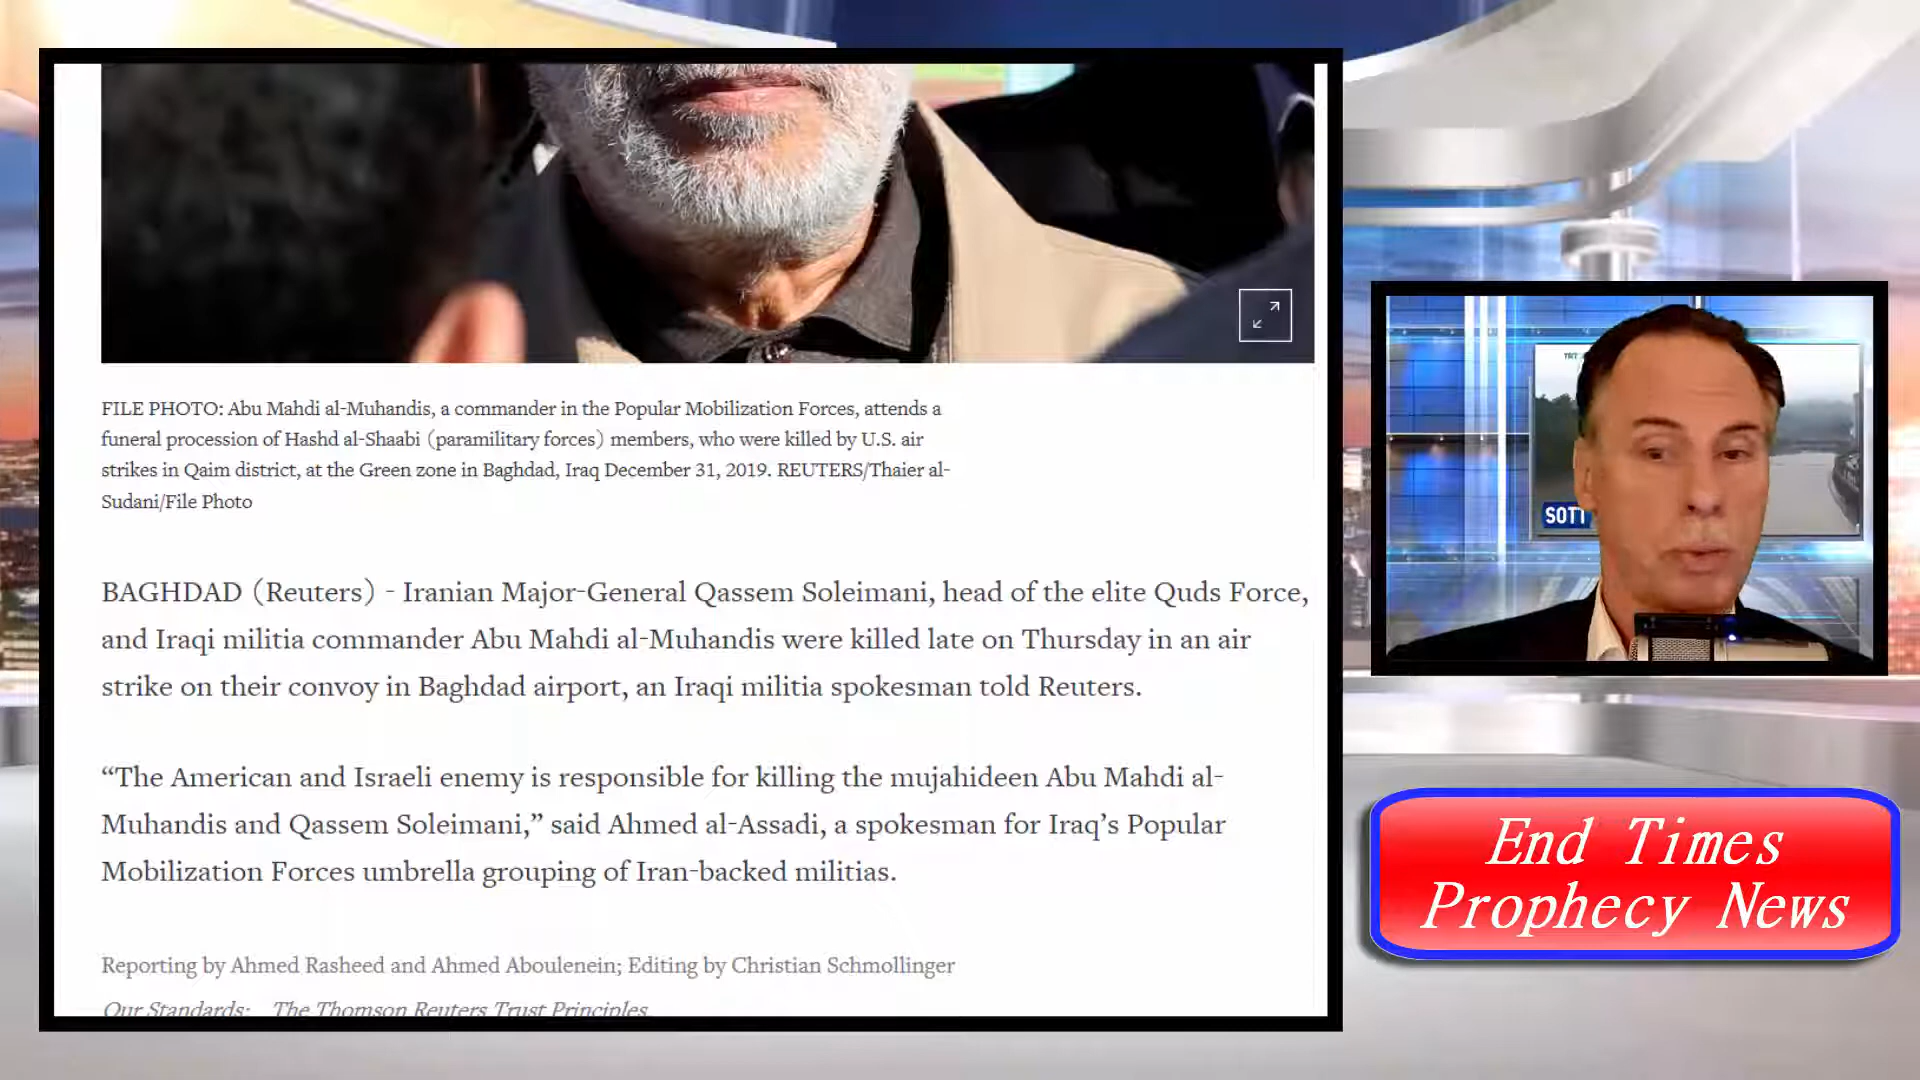 FILE PHOTO: Abu Mahdi al-Muhandis, a commander in the Popular Mobilization Forces, attends a
funeral procession of Hashd al-Shaabi (paramilitary forces) members, who were killed by U.S. air
strikes in Qaim district, at the Green zone in Baghdad, Iraq December 31, 2019. REUTERS/Thaier al-
Sudani/File Photo
BAGHDAD (Reuters) - Iranian Major-General Qassem Soleimani, head of the elite Quds Force,
and Iraqi militia commander Abu Mahdi al-Muhandis were killed late on Thursday in an air
strike on their convoy in Baghdad airport, an Iraqi militia spokesman told Reuters.
“The American and Israeli enemy is responsible for killing the mujahideen Abu Mahdi al-
Muhandis and Qassem Soleimani,” said Ahmed al-Assadi, a spokesman for Iraq’s Popular
Mobilization Forces umbrella grouping of Iran-backed militias.
Reporting by Ahmed Rasheed and Ahmed Aboulenein; Editing by Christian Schmollinger
Our Standards: The Thomson Reuters Trust Principles.
SOTT
End Times
Prophecy News